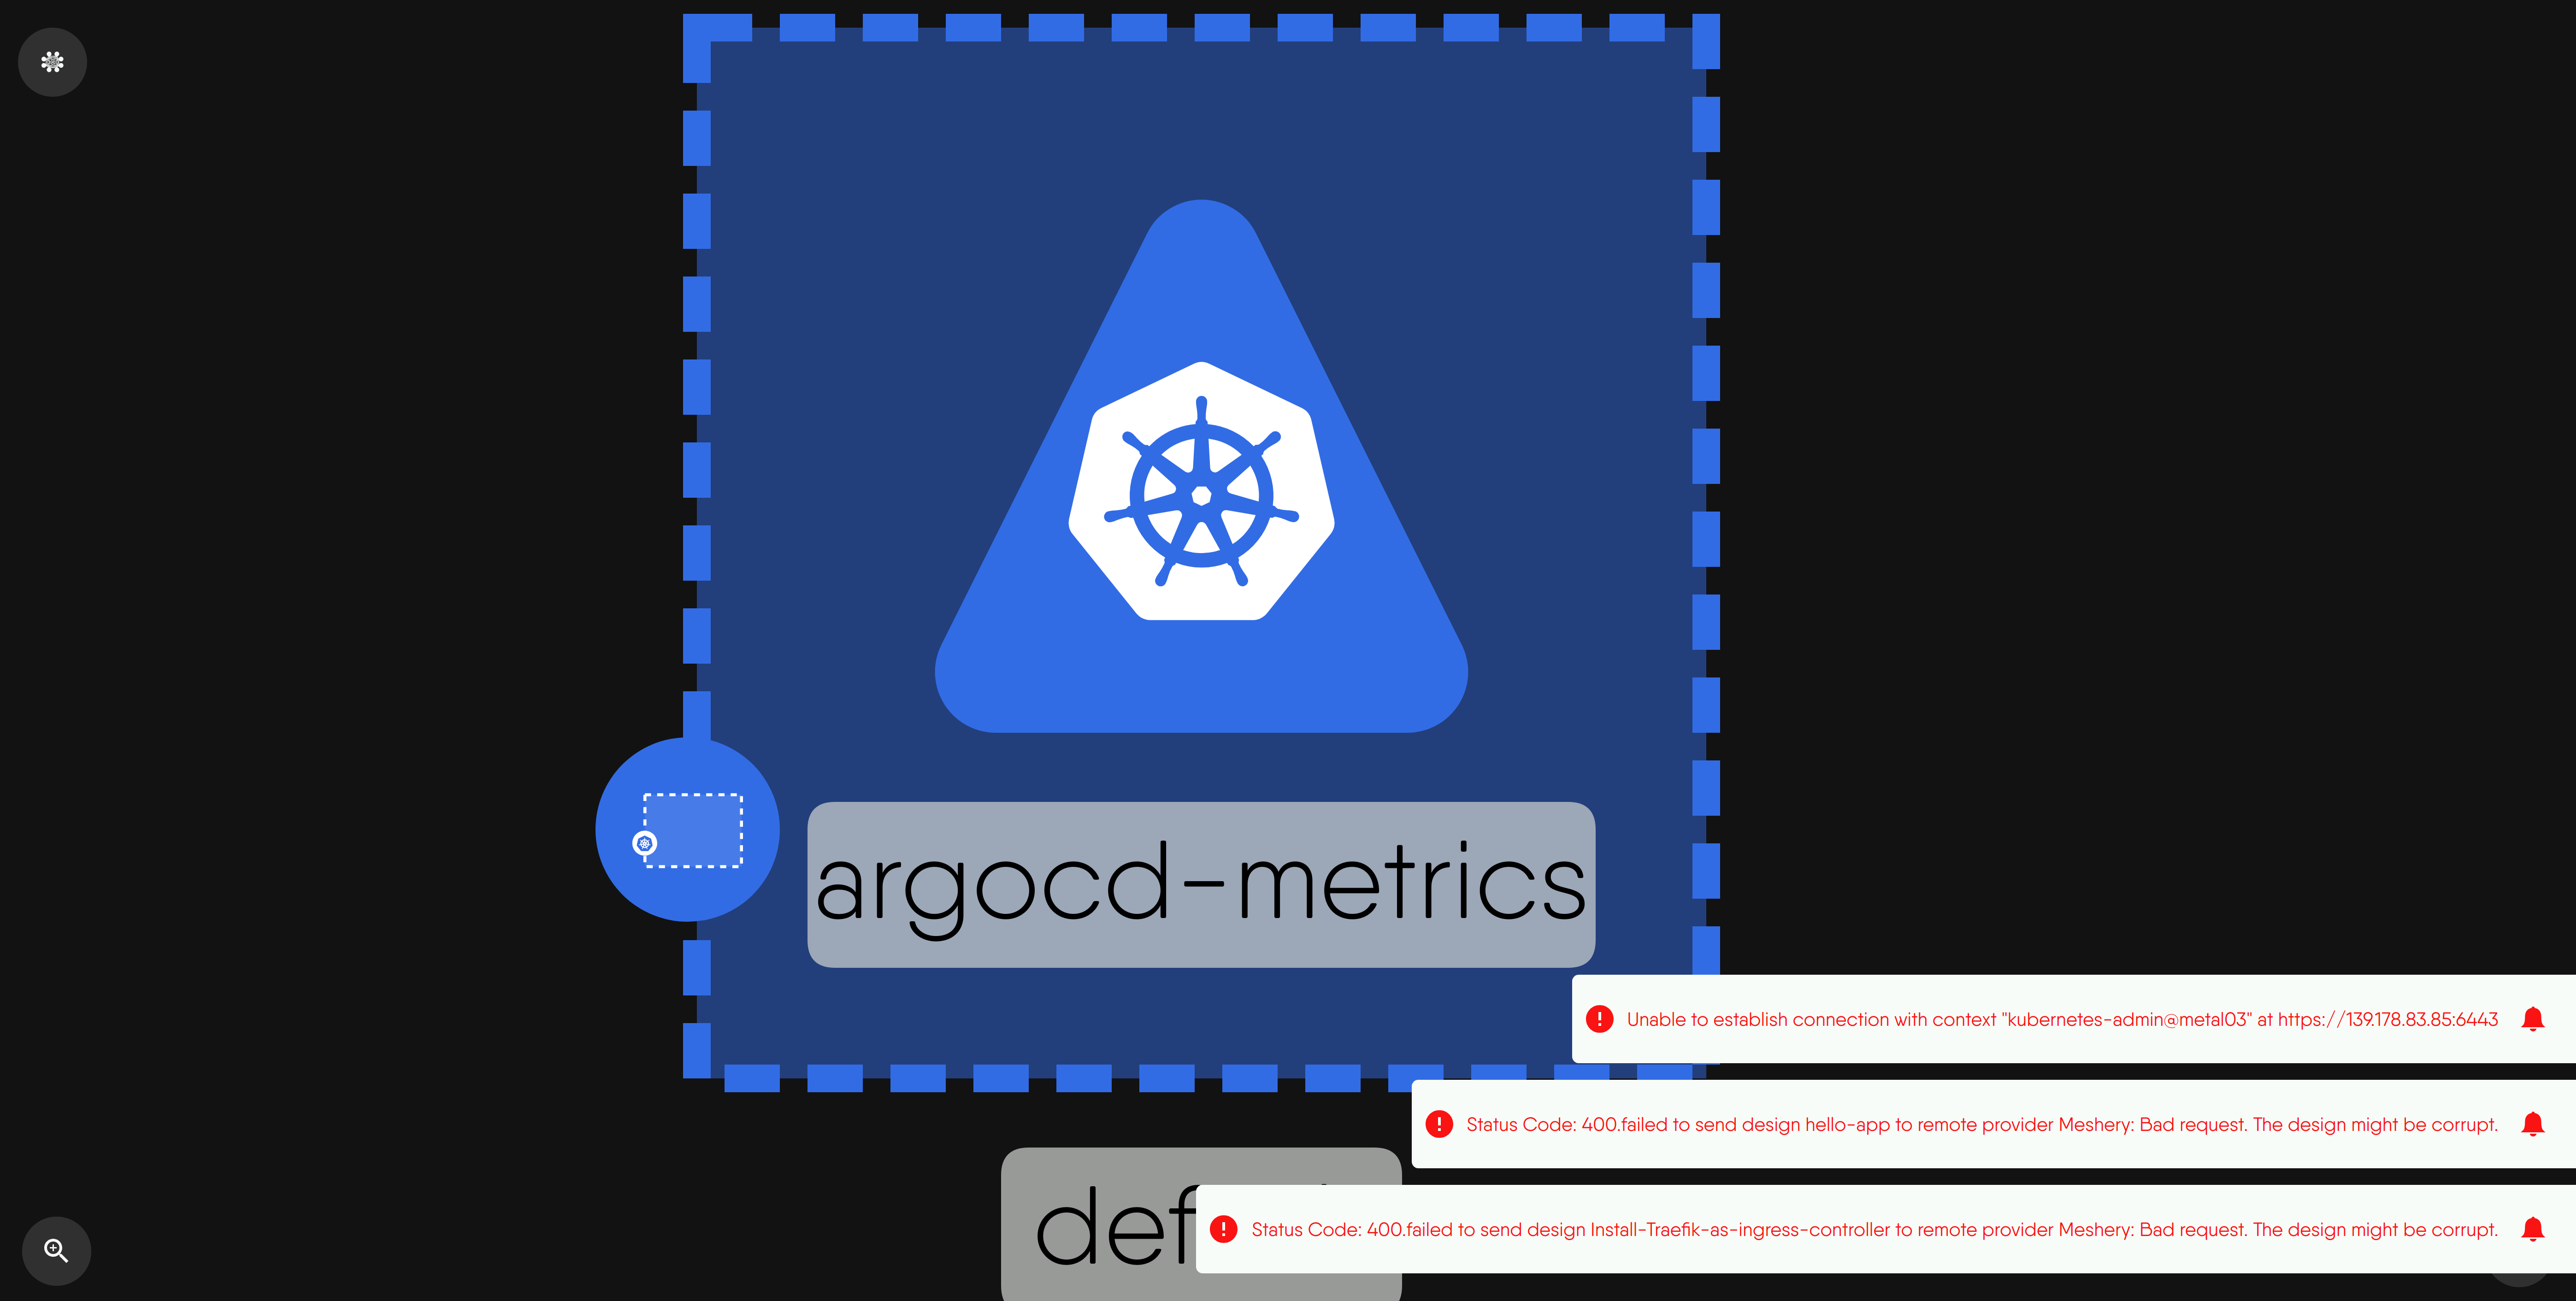 argocd-metrics
Unable to establish connection with context "kubernetes-admin@metal03" at https://139.178.83.85:6443
Status Code: 400.failed to send design hello-app to remote provider Meshery: Bad request. The design might be corrupt.
Status Code: 400.failed to send design Install-Traefik-as-ingress-controller to remote provider Meshery: Bad request. The design might be corrupt.